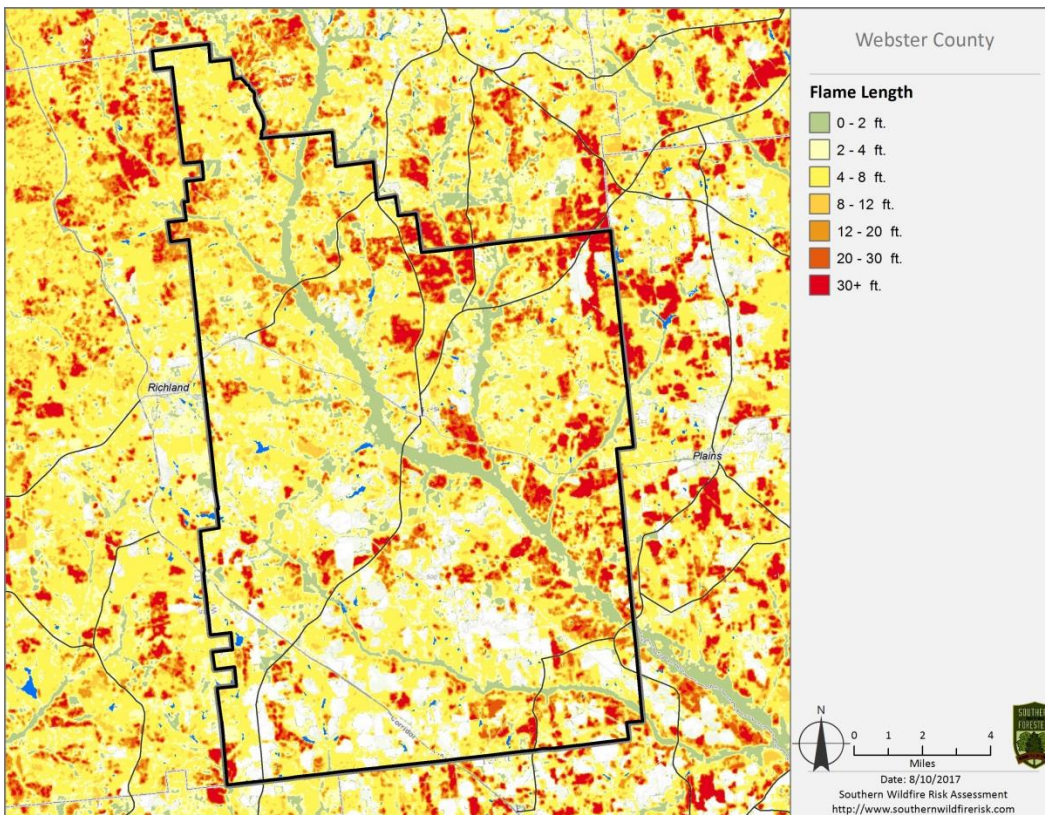 Webster County
Flame Length
0 - 2 ft.
2 - 4 ft.
4 - 8 ft.
8 - 12 ft.
12 - 20 ft.
20 - 30 ft.
30+ ft.
Richland
Plains
Corridor
N
0 1 2 4
Miles
SOUTHERN
Date: 8/10/2017
Southern Wildfire Risk Assessment
http://www.southernwildfirerisk.com